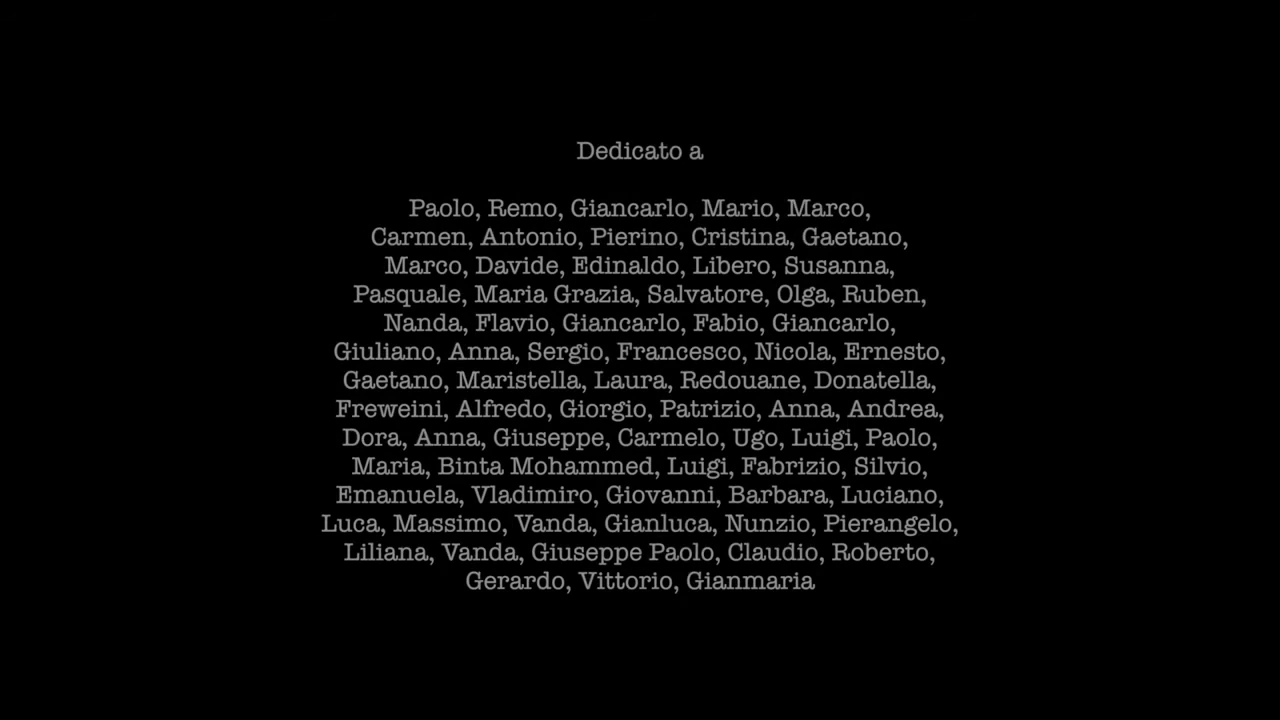 Dedicato a
Paolo, Remo, Giancarlo, Mario, Marco,
Carmen, Antonio, Pierino, Cristina, Gaetano,
Marco, Davide, Edinaldo, Libero, Susanna,
Pasquale, Maria Grazia, Salvatore, Olga, Ruben,
Nanda, Flavio, Giancarlo, Fabio, Giancarlo,
Giuliano, Anna, Sergio, Francesco, Nicola, Ernesto,
Gaetano, Maristella, Laura, Redouane, Donatella,
Freweini, Alfredo, Giorgio, Patrizio, Anna, Andrea,
Dora, Anna, Giuseppe, Carmelo, Ugo, Luigi, Paolo,
Maria, Binta Mohammed, Luigi, Fabrizio, Silvio,
Emanuela, Vladimiro, Giovanni, Barbara, Luciano,
Luca, Massimo, Vanda, Gianluca, Nunzio, Pierangelo,
Liliana, Vanda, Giuseppe Paolo, Claudio, Roberto,
Gerardo, Vittorio, Gianmaria